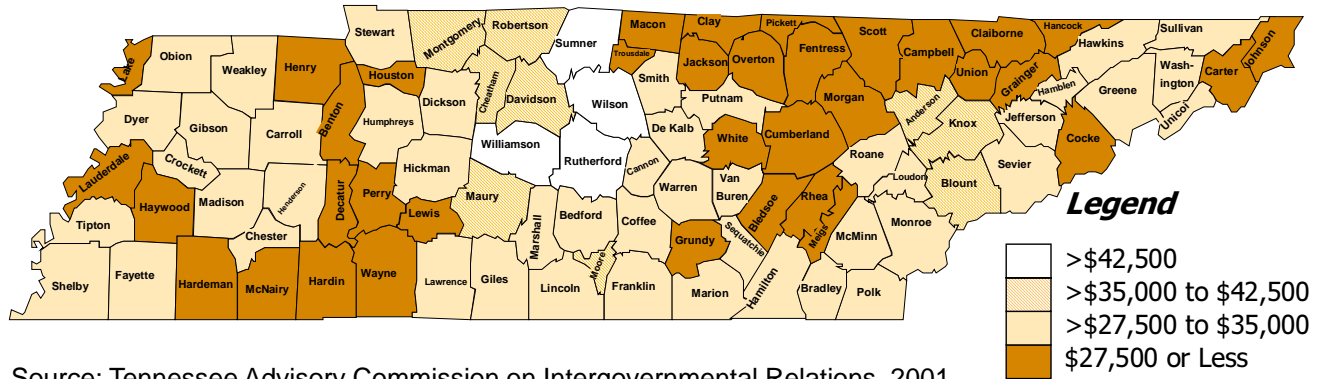 Stewart
Montgomery
Robertson
Sumner
Macon
Clay
Pickett
Scott
Claiborne
Hancock
Hawkins
Sullivan
Johnson
Lake
Obion
Weakley
Henry
Houston
Trousdale
Jackson
Overton
Fentress
Campbell
Union
Grainger
Hamblen
Greene
Wash-
ington
Carter
Unicoi
Dyer
Gibson
Carroll
Benton
Humphreys
Dickson
Cheatham
Davidson
Wilson
Smith
Putnam
Morgan
Anderson
Knox
Jefferson
Cocke
Lauderdale
Crockett
Haywood
Madison
Henderson
Decatur
Perry
Hickman
Williamson
Rutherford
De Kalb
Cannon
White
Cumberland
Roane
Loudon
Blount
Sevier
Tipton
Chester
Lewis
Maury
Marshall
Bedford
Coffee
Warren
Van
Buren
Bledsoe
Rhea
Meigs
McMinn
Monroe
Shelby
Fayette
Hardeman
McNairy
Hardin
Wayne
Lawrence
Giles
Lincoln
Moore
Franklin
Grundy
Sequatchie
Marion
Hamilton
Bradley
Polk
Legend
>$42,500
>$35,000 to $42,500
>$27,500 to $35,000
$27,500 or Less
Source: Tennessee Advisory Commission on Intergovernmental Relations, 2001